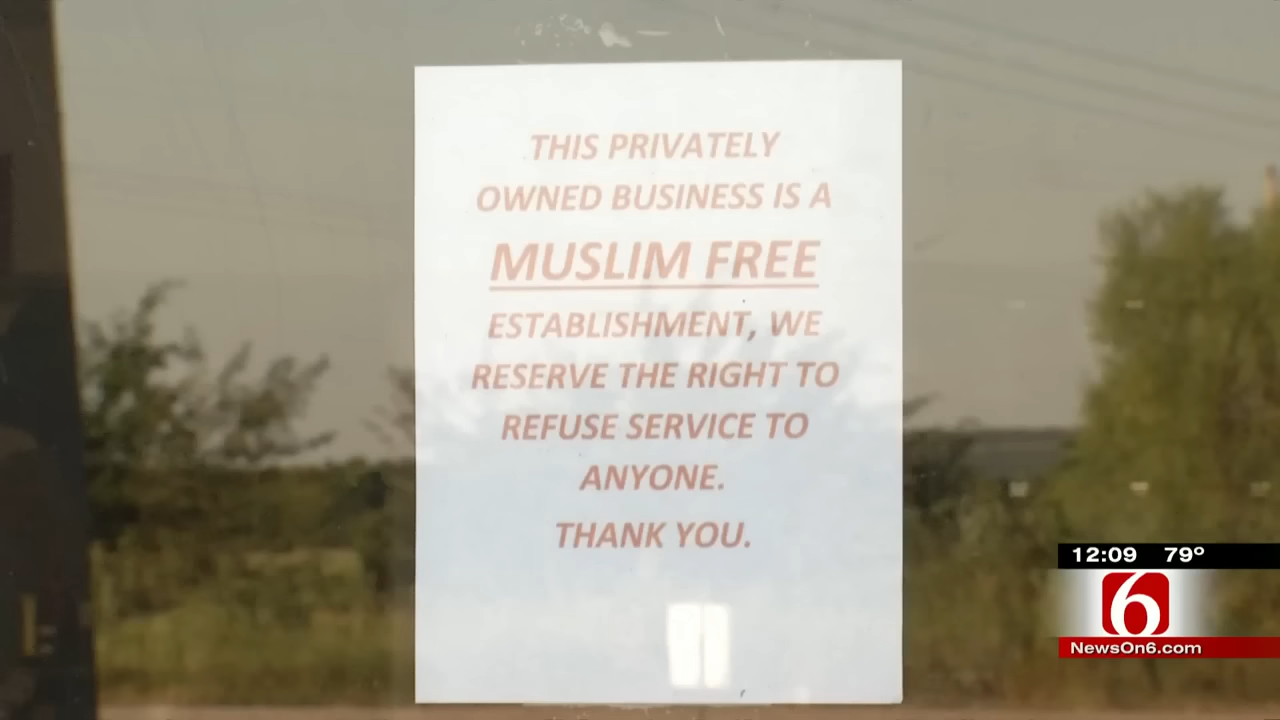 THIS PRIVATELY
OWNED BUSINESS IS A
MUSLIM FREE
ESTABLISHMENT, WE
RESERVE THE RIGHT TO
REFUSE SERVICE TO
ANYONE.
THANK YOU.
12:09 79°
6
NewsOn6.com